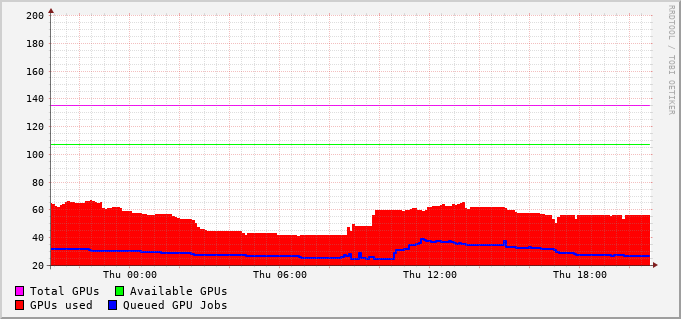 200
180
160
140
120
100
80
60
40
20
Thu 00:00 Thu 06:00 Thu 12:00 Thu 18:00
Total GPUs Available GPUs
GPUs used Queued GPU Jobs
RRDTOOL / TOBI OETIKER